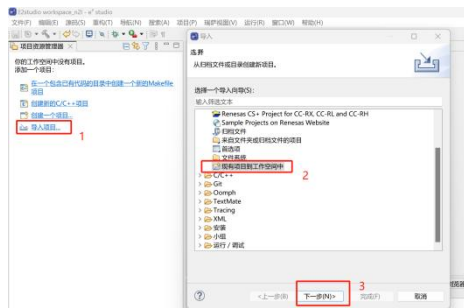 e²studio workspace_n2l - e² studio
文件(F) 编辑(E) 源码(S) 重构(T) 导航(N) 搜索(A) 项目(P) 瑞萨视图(V) 运行(R) 窗口(W) 帮助(H)
项目资源管理器
你的工作空间中没有项目。
添加一个项目:
在一个包含已有代码的目录中创建一个新的Makefile
项目
创建新的C/C++项目
创建一个项目...
导入项目...
1
导入
选择
从归档文件或目录创建新项目。
选择一个导入向导(S):
输入筛选文本
Renesas CS+ Project for CC-RX, CC-RL and CC-RH
Sample Projects on Renesas Website
归档文件
来自文件夹或归档文件的项目
首选项
文件系统
现有项目到工作空间中
2
C/C++
Git
Oomph
TextMate
Tracing
XML
安装
小组
运行 / 调试
3
<上一步(B)
下一步(N)>
完成(F)
取消